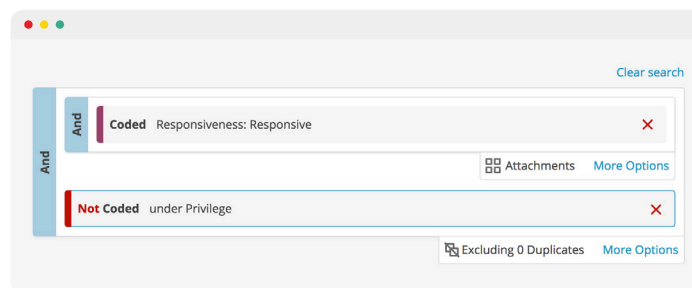 Clear search
And
And
Coded Responsiveness: Responsive
Attachments More Options
Not Coded under Privilege
Excluding 0 Duplicates More Options